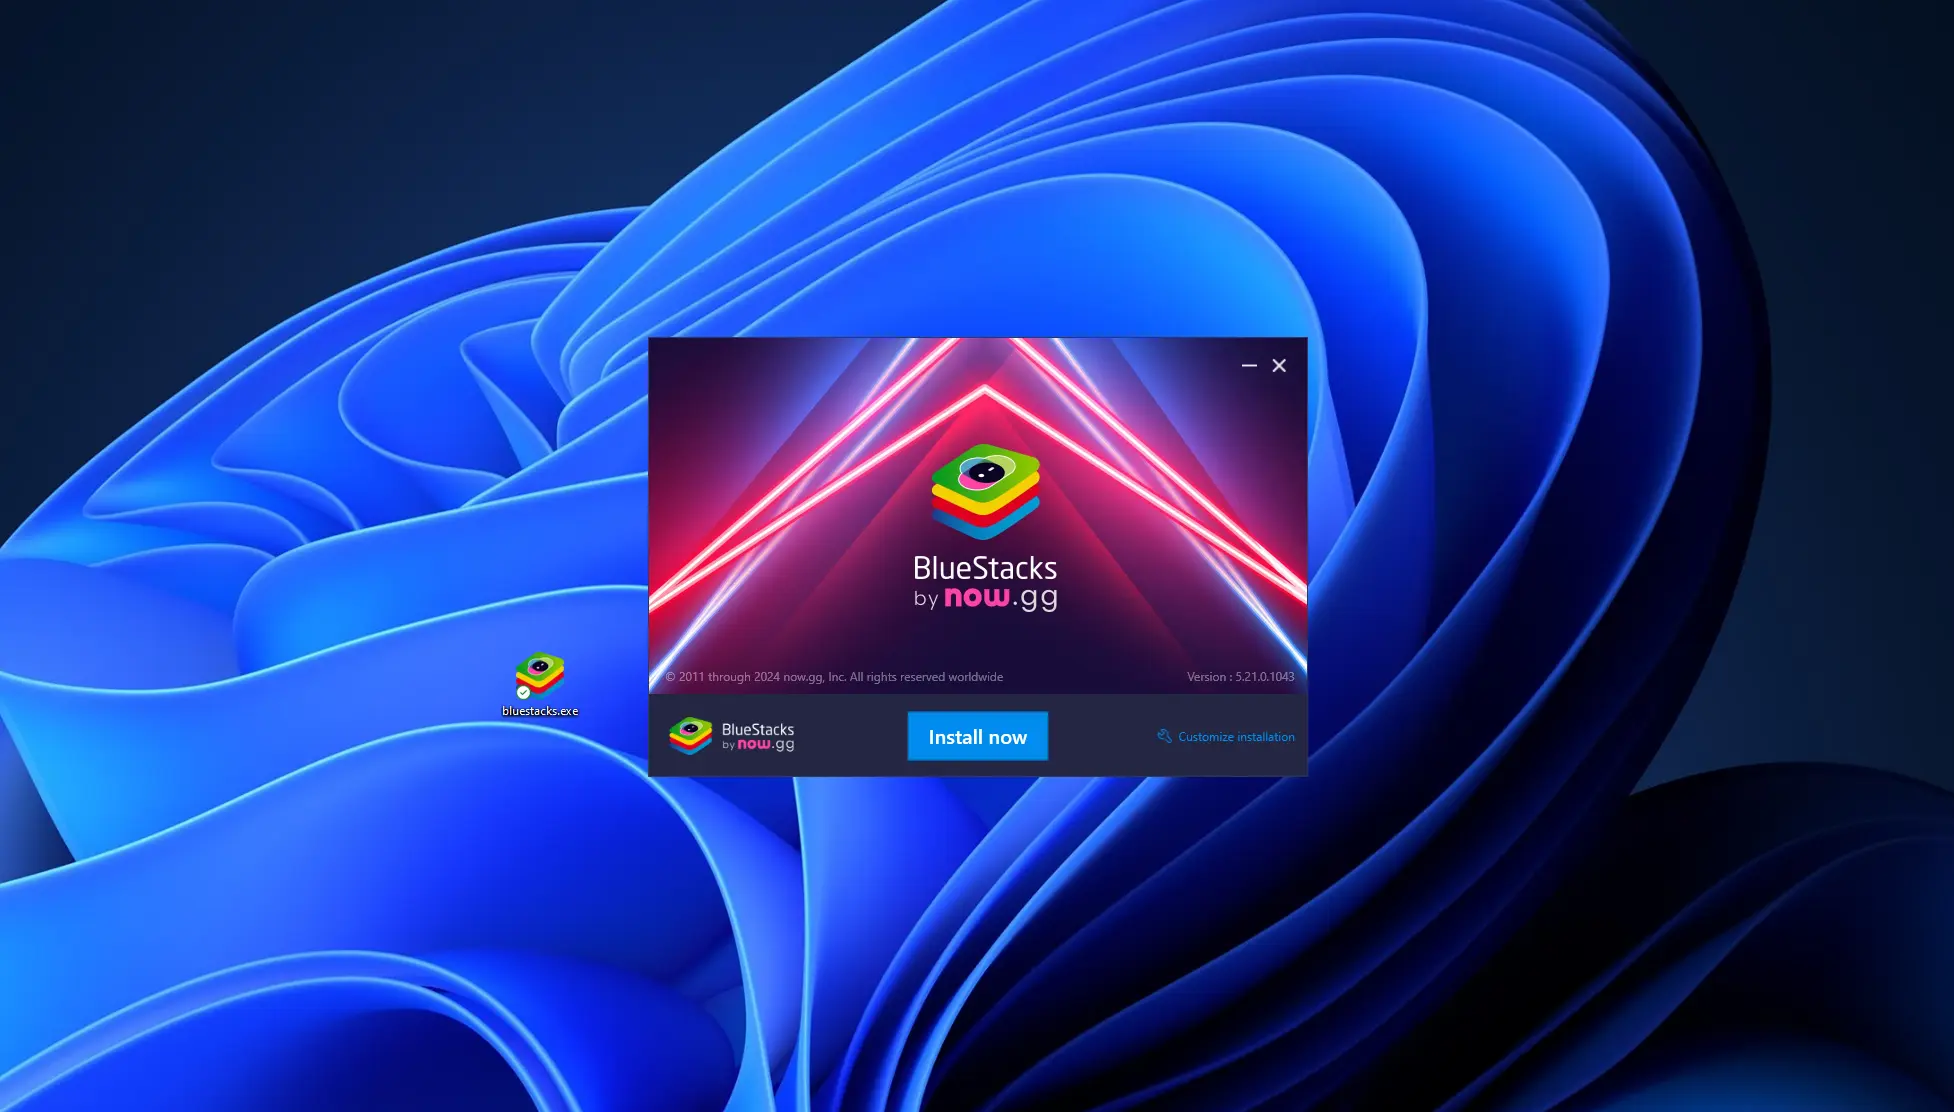 BlueStacks
by now.gg
© 2011 through 2024 now.gg, Inc. All rights reserved worldwide
Version : 5.21.0.1043
bluestacks.exe
BlueStacks
by now.gg
Install now
Customize installation